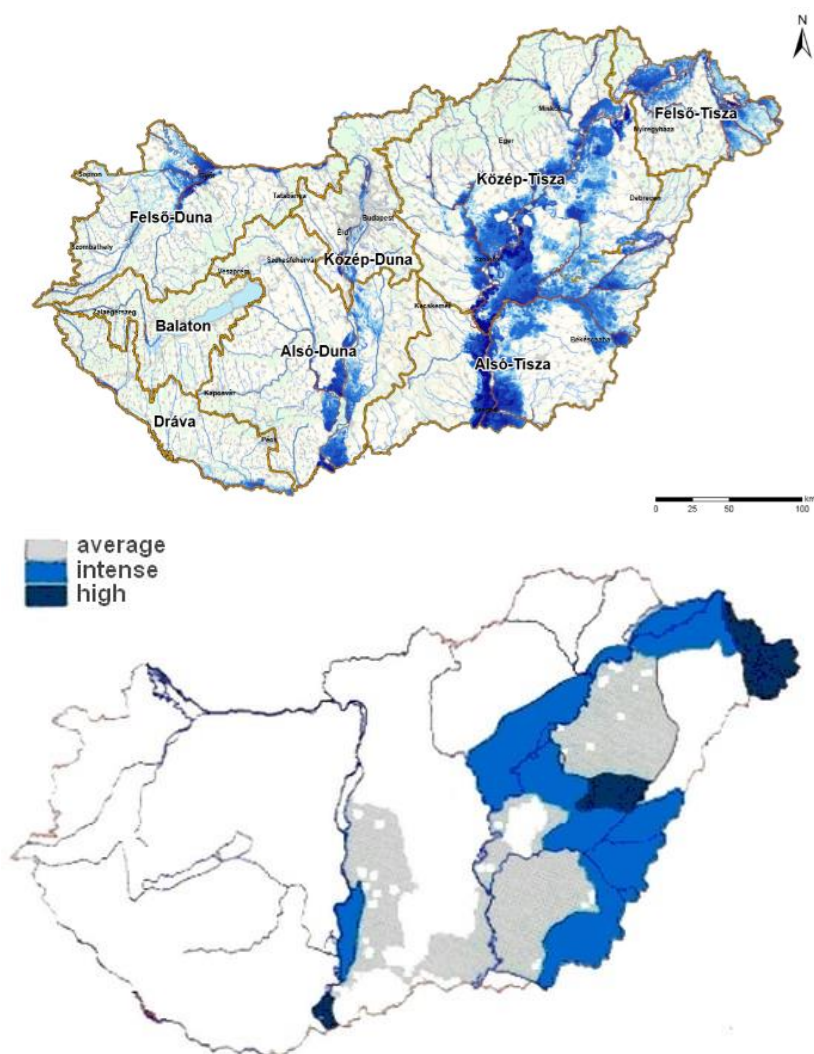 N
Felső-Tisza
Nyíregyháza
Miskolc
Eger
Közép-Tisza
Debrecen
Sopron
Győr
Tatabánya
Felső-Duna
Budapest
Érd
Szombathely
Közép-Duna
Székesfehérvár
Veszprém
Kecskemét
Zalaegerszeg
Balaton
Békéscsaba
Alsó-Duna
Alsó-Tisza
Kaposvár
Dráva
Pécs
Szeged
km
0 25 50 100
average
intense
high